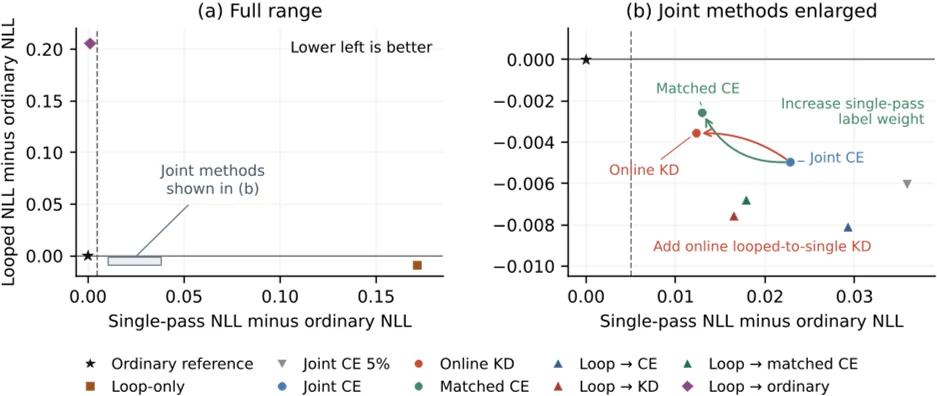 (a) Full range
Looped NLL minus ordinary NLL
0.20
0.15
0.10
0.05
0.00
Lower left is better
Joint methods
shown in (b)
0.00 0.05 0.10 0.15
Single-pass NLL minus ordinary NLL
(b) Joint methods enlarged
0.000
−0.002
−0.004
−0.006
−0.008
−0.010
Matched CE
Increase single-pass
label weight
Joint CE
Online KD
Add online looped-to-single KD
0.00 0.01 0.02 0.03
Single-pass NLL minus ordinary NLL
Ordinary reference Joint CE 5% Online KD Loop → CE Loop → matched CE
Loop-only Joint CE Matched CE Loop → KD Loop → ordinary